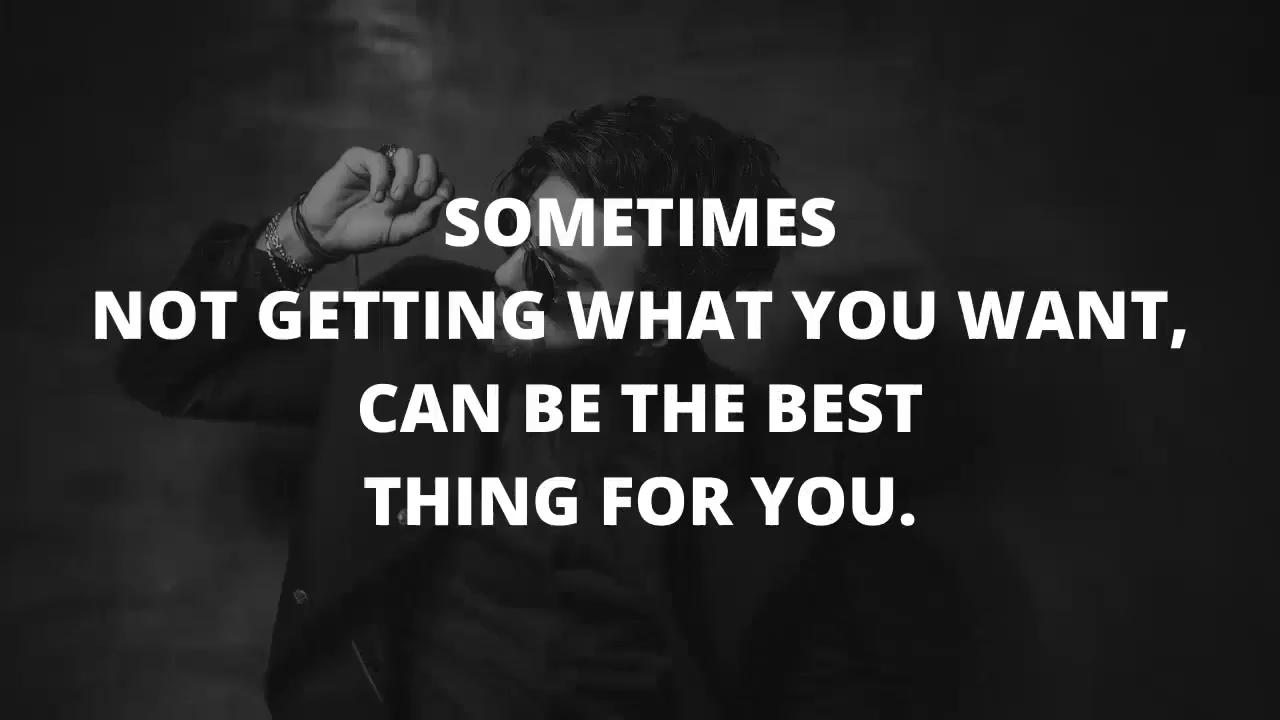 SOMETIMES
NOT GETTING WHAT YOU WANT,
CAN BE THE BEST
THING FOR YOU.